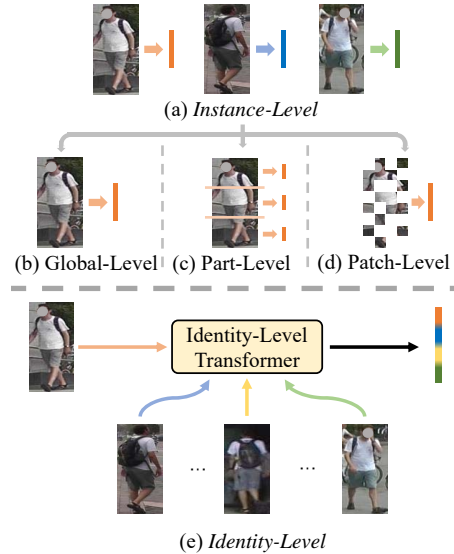 (a) Instance-Level
(b) Global-Level
(c) Part-Level
(d) Patch-Level
Identity-Level
Transformer
...
...
(e) Identity-Level